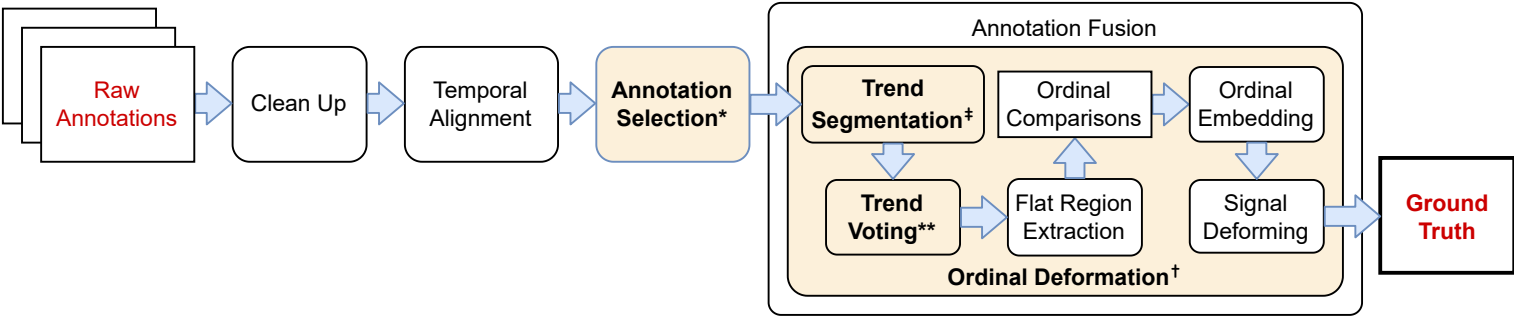 Raw
Annotations
Clean Up
Temporal
Alignment
Annotation
Selection*
Annotation Fusion
Trend
Segmentation‡
Trend
Voting**
Flat Region
Extraction
Ordinal
Comparisons
Ordinal
Embedding
Signal
Deforming
Ordinal Deformation†
Ground
Truth